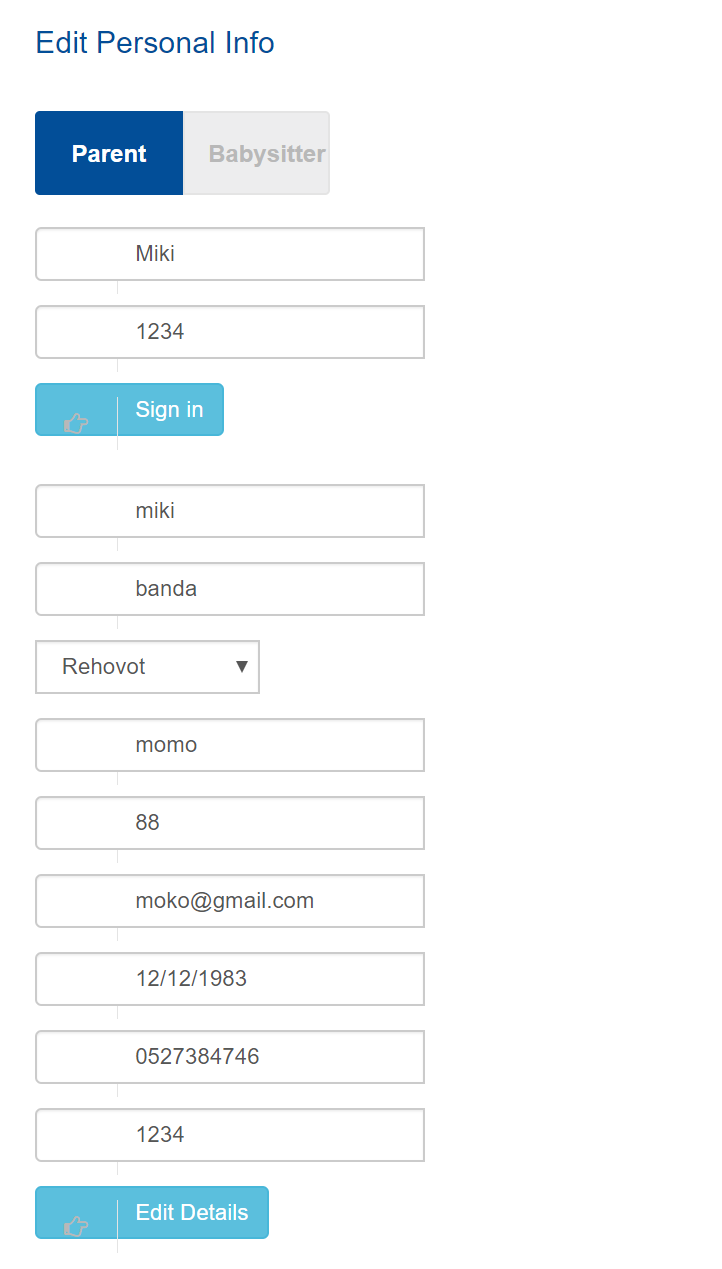 Edit Personal Info
Parent Babysitter
Miki
1234
Sign in
miki
banda
Rehovot
momo
88
moko@gmail.com
12/12/1983
0527384746
1234
Edit Details